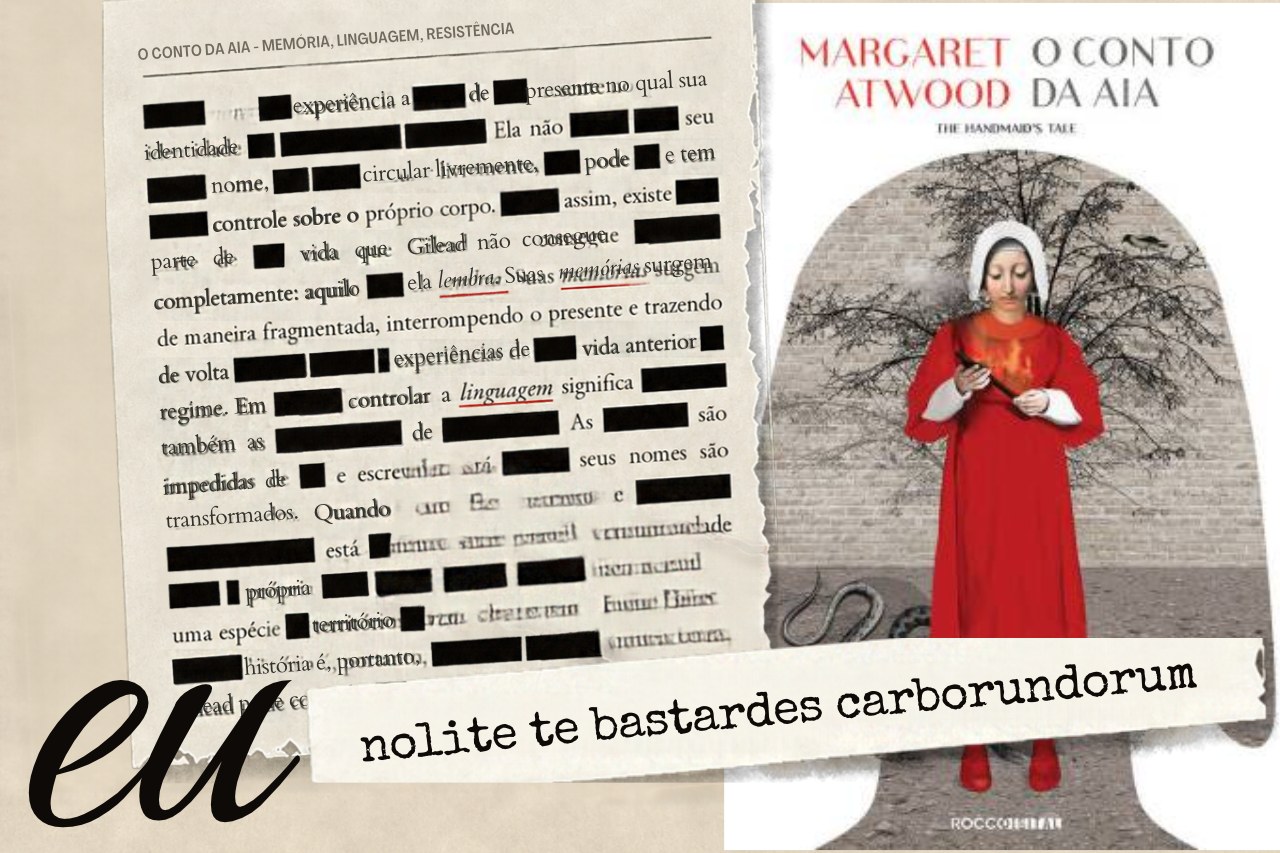 O CONTO DA AIA - MEMÓRIA, LINGUAGEM, RESISTÊNCIA
experiência a de presente no qual sua
identidade Ela não seu
nome, circular livremente, pode e tem
controle sobre o próprio corpo. assim, existe
parte de vida que Gilead não consegue
completamente: aquilo ela lembra. Suas memórias surgem
de maneira fragmentada, interrompendo o presente e trazendo
de volta experiências de vida anterior
regime. Em controlar a linguagem significa
também as de As são
impedidas de e seus nomes são
transformados. Quando e
está
própria
uma espécie território
história é, portanto,
eu
nolite te bastardes carborundorum
MARGARET ATWOOD
O CONTO DA AIA
THE HANDMAID'S TALE
ROCCO DIGITAL